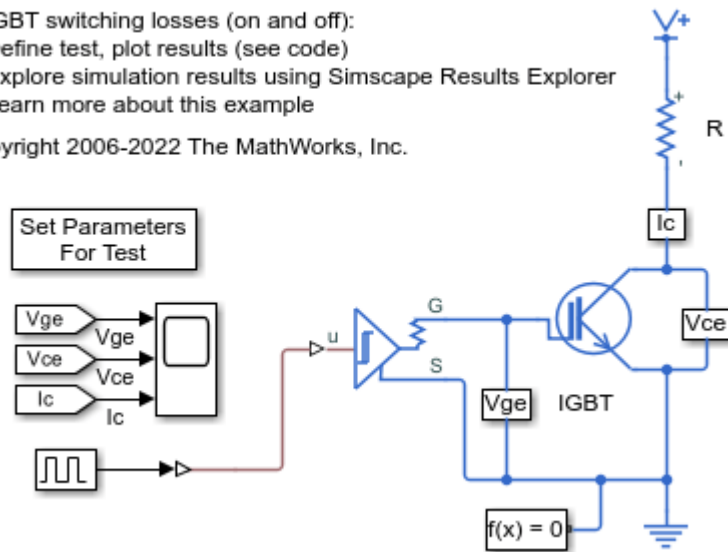 GBT switching losses (on and off):
efine test, plot results (see code)
xplore simulation results using Simscape Results Explorer
earn more about this example
yright 2006-2022 The MathWorks, Inc.
+
+
R
-
Ic
Set Parameters
For Test
Vge
Vge
Vce
Vce
Ic
Ic
u
G
S
Vge
IGBT
Vce
f(x) = 0